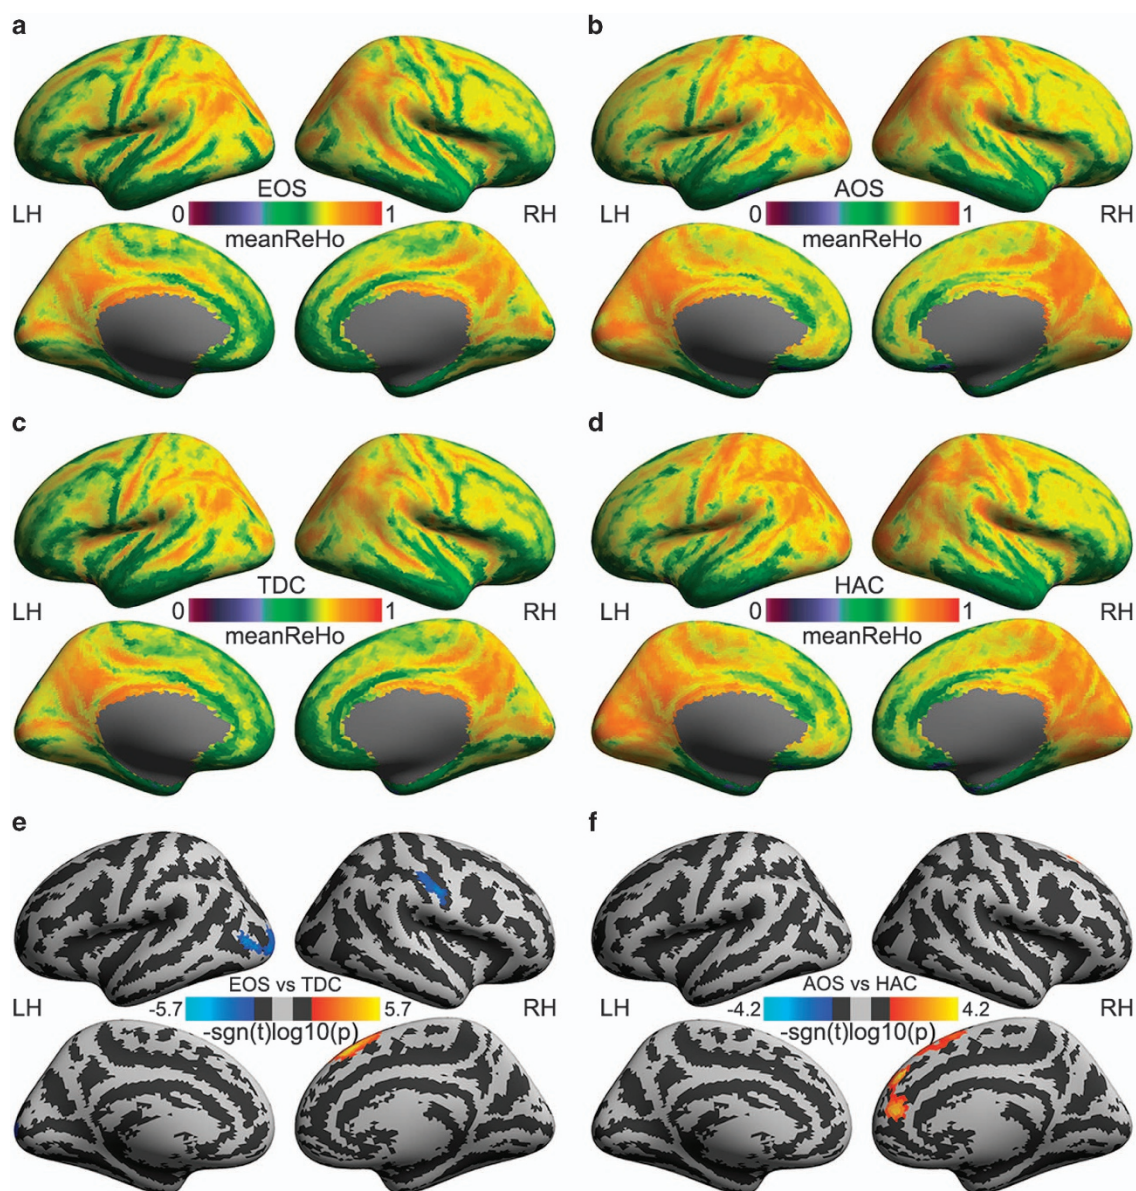 a
b
EOS
AOS
LH
0
1
RH
LH
0
1
RH
meanReHo
meanReHo
c
d
TDC
HAC
LH
0
1
RH
LH
0
1
RH
meanReHo
meanReHo
e
f
EOS vs TDC
AOS vs HAC
LH
-5.7
5.7
RH
LH
-4.2
4.2
RH
-sgn(t)log10(p)
-sgn(t)log10(p)